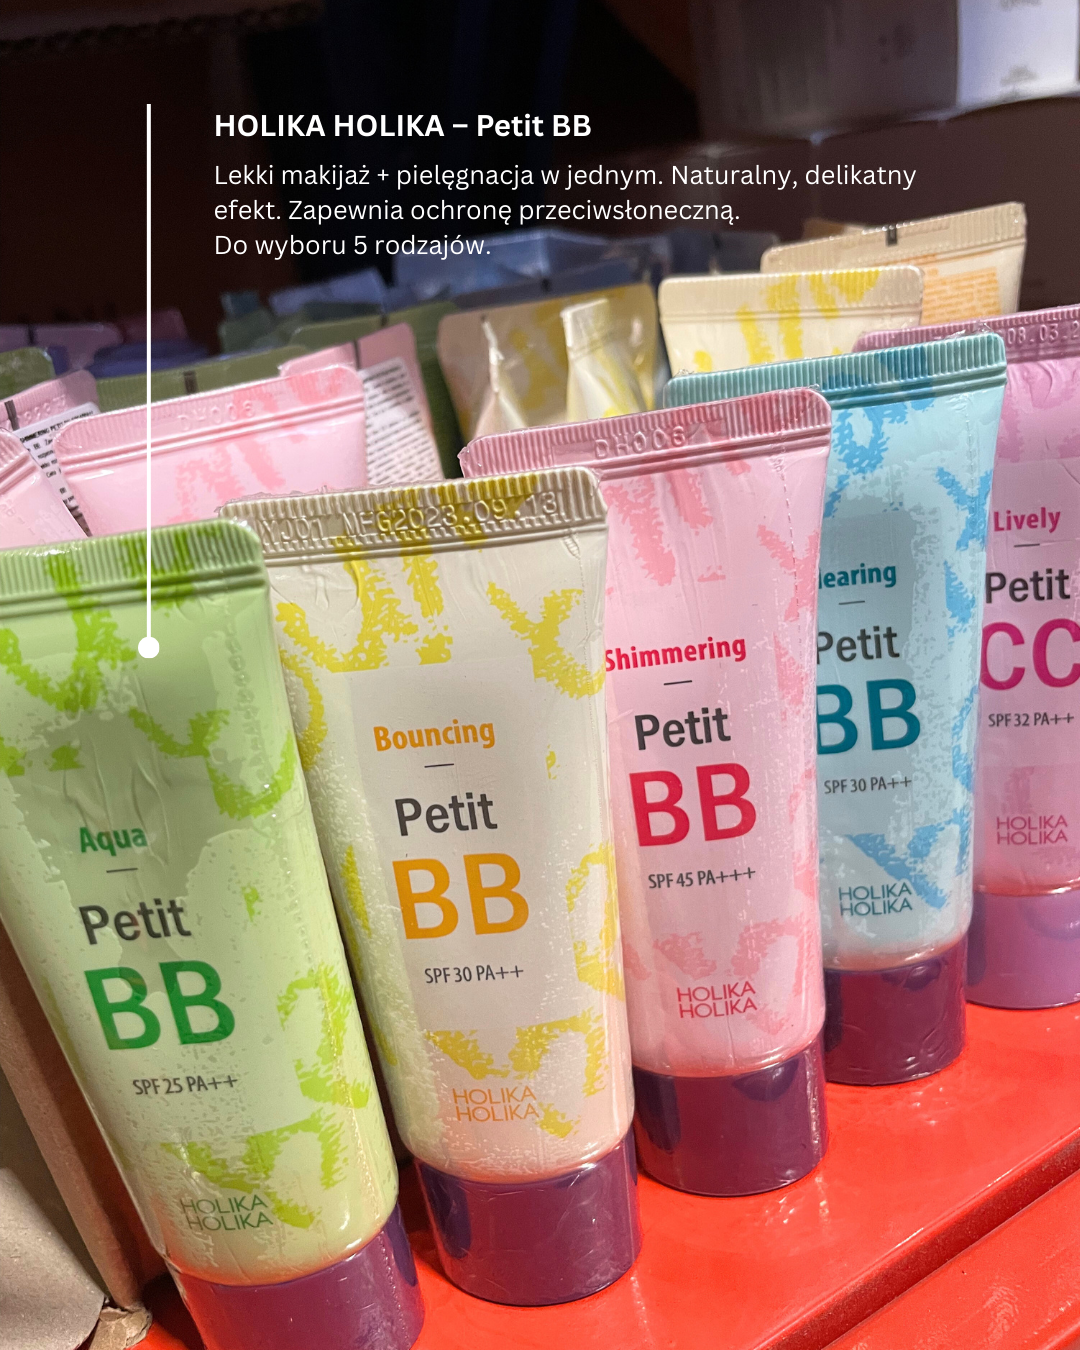 HOLIKA HOLIKA – Petit BB
Lekki makijaż + pielęgnacja w jednym. Naturalny, delikatny
efekt. Zapewnia ochronę przeciwsłoneczną.
Do wyboru 5 rodzajów.
Aqua
Petit
BB
SPF 25 PA++
HOLIKA
HOLIKA
MFG2023.09.13
Bouncing
Petit
BB
SPF 30 PA++
HOLIKA
HOLIKA
DH006
Shimmering
Petit
BB
SPF 45 PA+++
HOLIKA
HOLIKA
learing
Petit
BB
SPF 30 PA++
HOLIKA
HOLIKA
Lively
Petit
CC
SPF 32 PA++
HOLIKA
HOLIKA
DH006